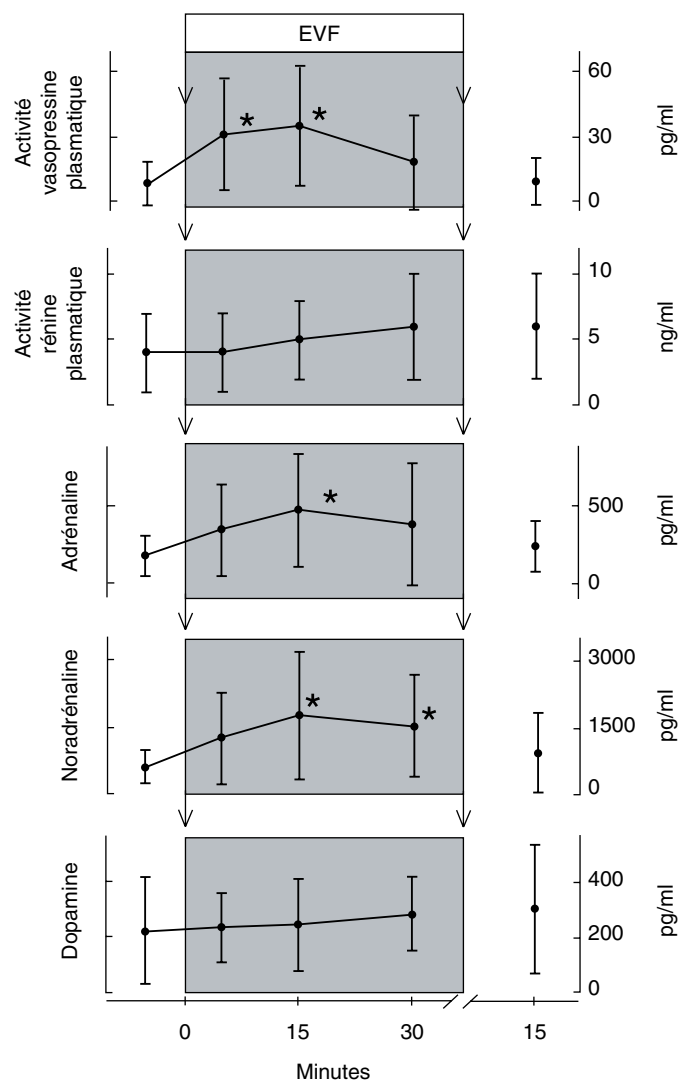 EVF
Activité
vasopressine
plasmatique
60
30
0
pg/ml
*
*
Activité
rénine
plasmatique
10
5
0
ng/ml
Adrénaline
500
0
pg/ml
*
Noradrénaline
3000
1500
0
pg/ml
*
*
Dopamine
400
200
0
pg/ml
0
15
30
15
Minutes